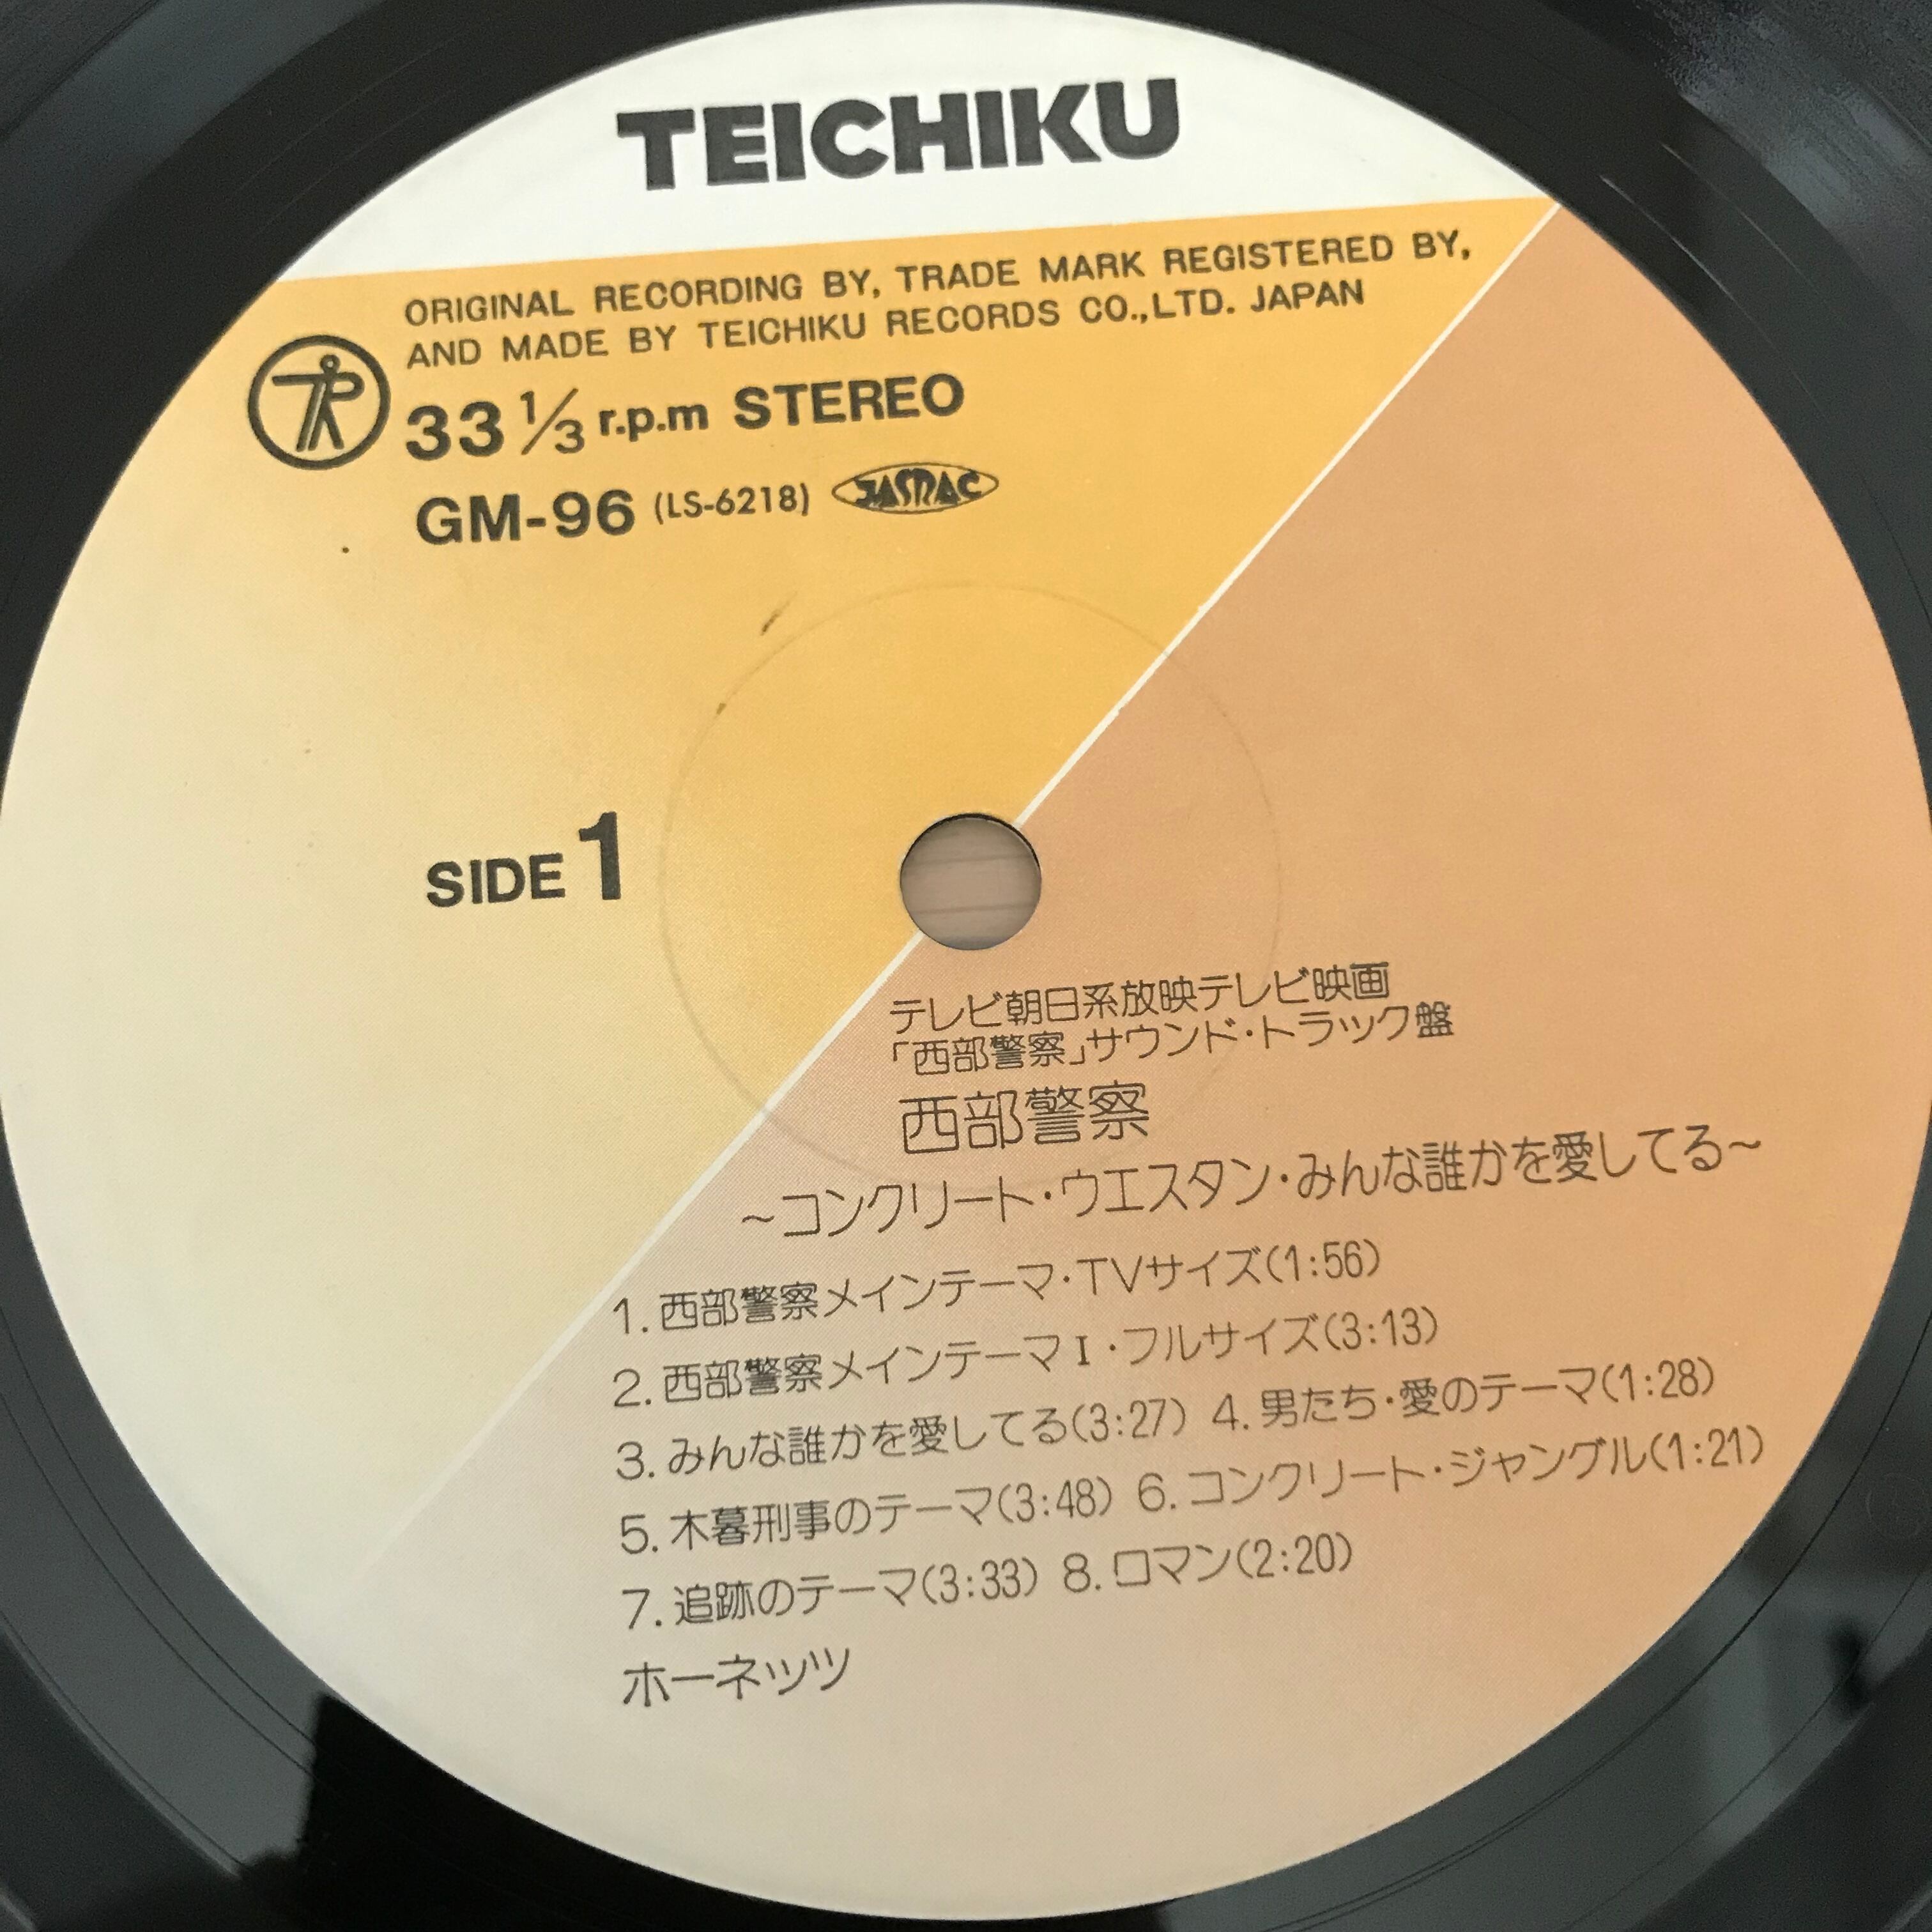 TEICHIKU
ORIGINAL RECORDING BY, TRADE MARK REGISTERED BY,
AND MADE BY TEICHIKU RECORDS CO.,LTD. JAPAN
33 1/3 r.p.m STEREO
GM-96 (LS-6218) JASRAC
SIDE 1
テレビ朝日系放映テレビ映画
「西部警察」サウンド・トラック盤
西部警察
~コンクリート・ウエスタン・みんな誰かを愛してる~
1. 西部警察メインテーマ・TVサイズ(1:56)
2. 西部警察メインテーマI・フルサイズ(3:13)
3. みんな誰かを愛してる(3:27) 4. 男たち・愛のテーマ(1:28)
5. 木暮刑事のテーマ(3:48) 6. コンクリート・ジャングル(1:21)
7. 追跡のテーマ(3:33) 8. ロマン(2:20)
ホーネッツ